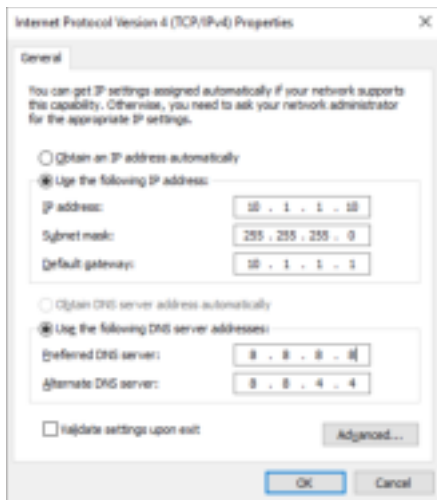 Internet Protocol Version 4 (TCP/IPv4) Properties
General
You can get IP settings assigned automatically if your network supports
this capability. Otherwise, you need to ask your network administrator
for the appropriate IP settings.
Obtain an IP address automatically
Use the following IP address:
IP address: 10 . 1 . 1 . 10
Subnet mask: 255 . 255 . 255 . 0
Default gateway: 10 . 1 . 1 . 1
Obtain DNS server address automatically
Use the following DNS server addresses:
Preferred DNS server: 8 . 8 . 8 . 8
Alternate DNS server: 8 . 8 . 4 . 4
Validate settings upon exit
Advanced...
OK Cancel